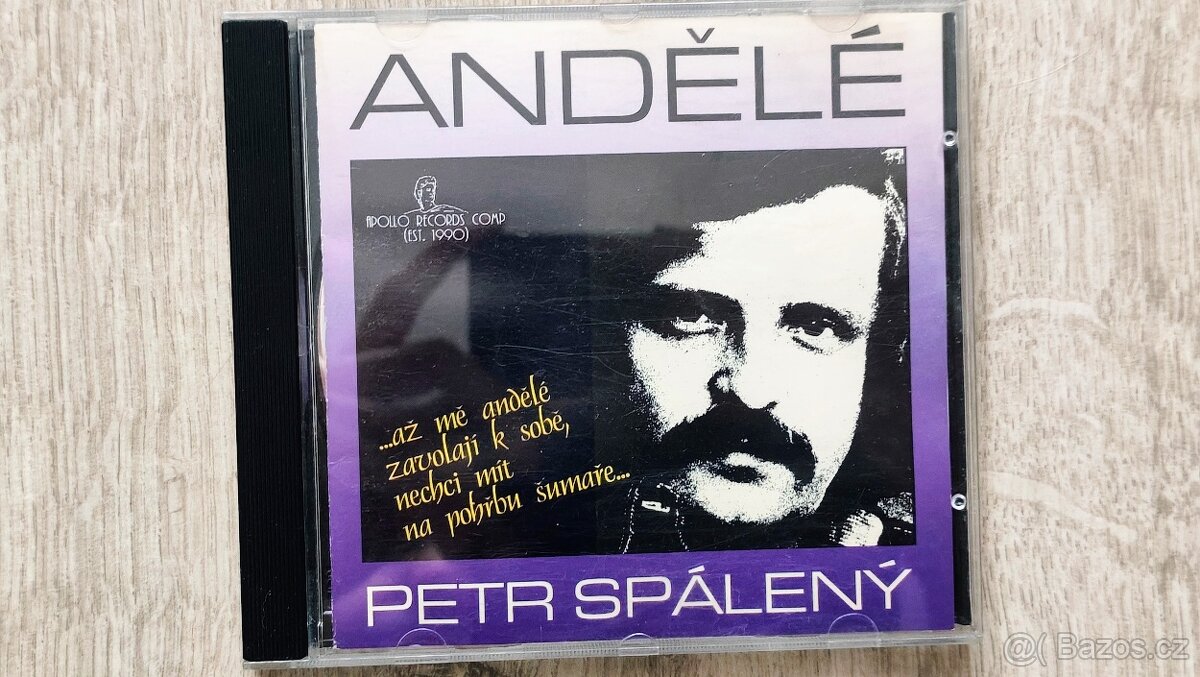 ANDĚLÉ
APOLLO RECORDS COMP
(EST. 1990)
...až mě andělé
zavolají k sobě,
nechci mít
na pohřbu šumaře...
PETR SPÁLENÝ
@( Bazos.cz